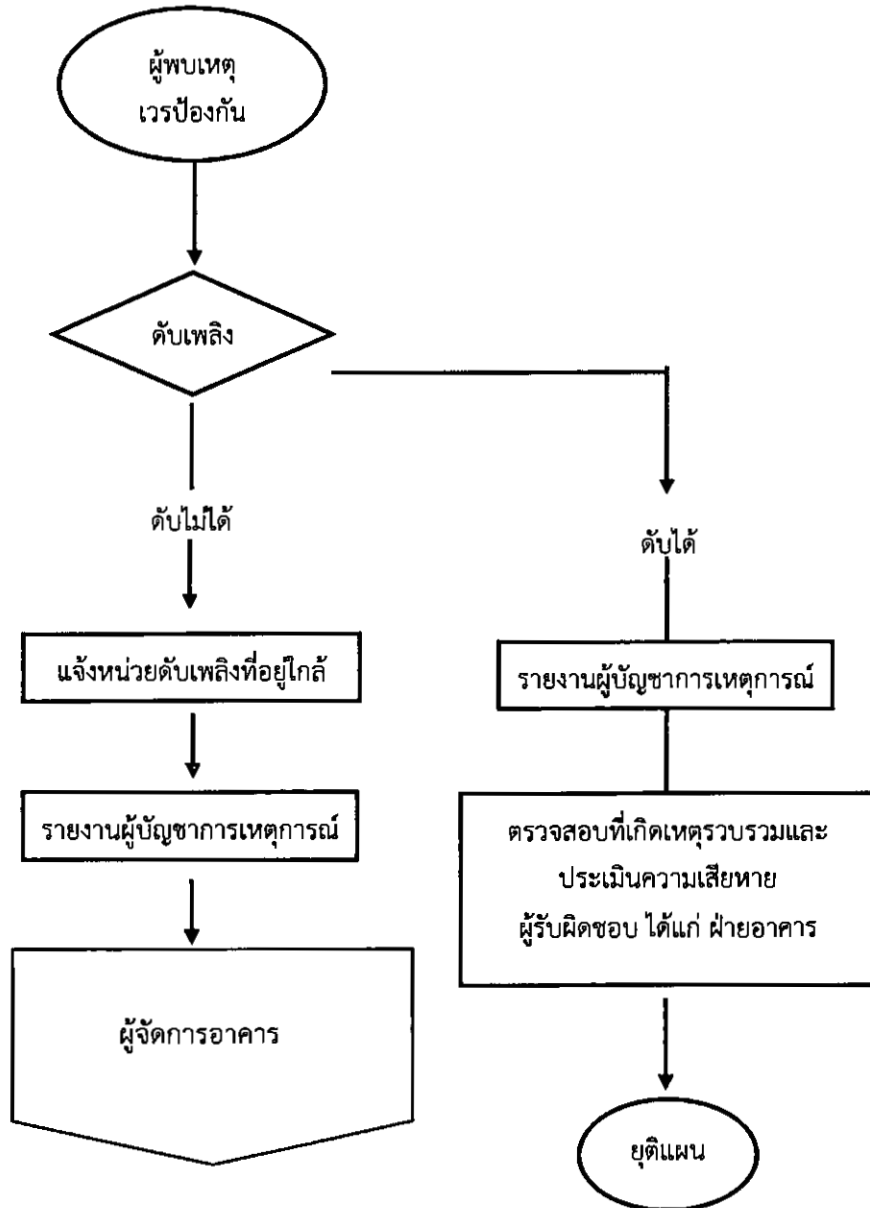 ผู้พบเหตุ
เวรป้องกัน
ดับเพลิง
ดับไม่ได้
ดับได้
แจ้งหน่วยดับเพลิงที่อยู่ใกล้
รายงานผู้บัญชาการเหตุการณ์
รายงานผู้บัญชาการเหตุการณ์
ตรวจสอบที่เกิดเหตุรวบรวมและ
ประเมินความเสียหาย
ผู้รับผิดชอบ ได้แก่ ฝ่ายอาคาร
ผู้จัดการอาคาร
ยุติแผน